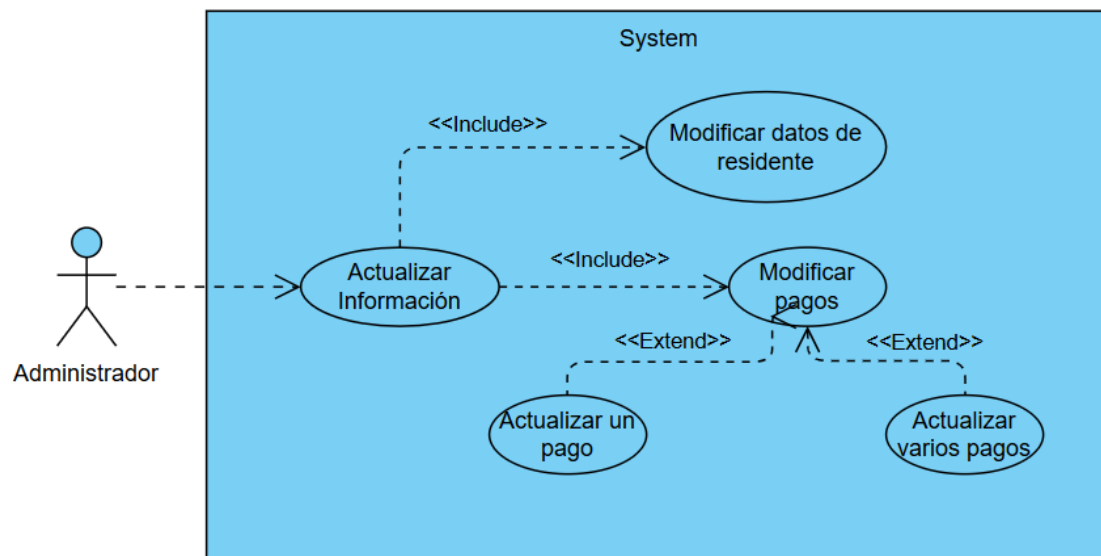 System
<<Include>>
Modificar datos de
residente
Actualizar
Información
<<Include>>
Modificar
pagos
Administrador
<<Extend>>
<<Extend>>
Actualizar un
pago
Actualizar
varios pagos